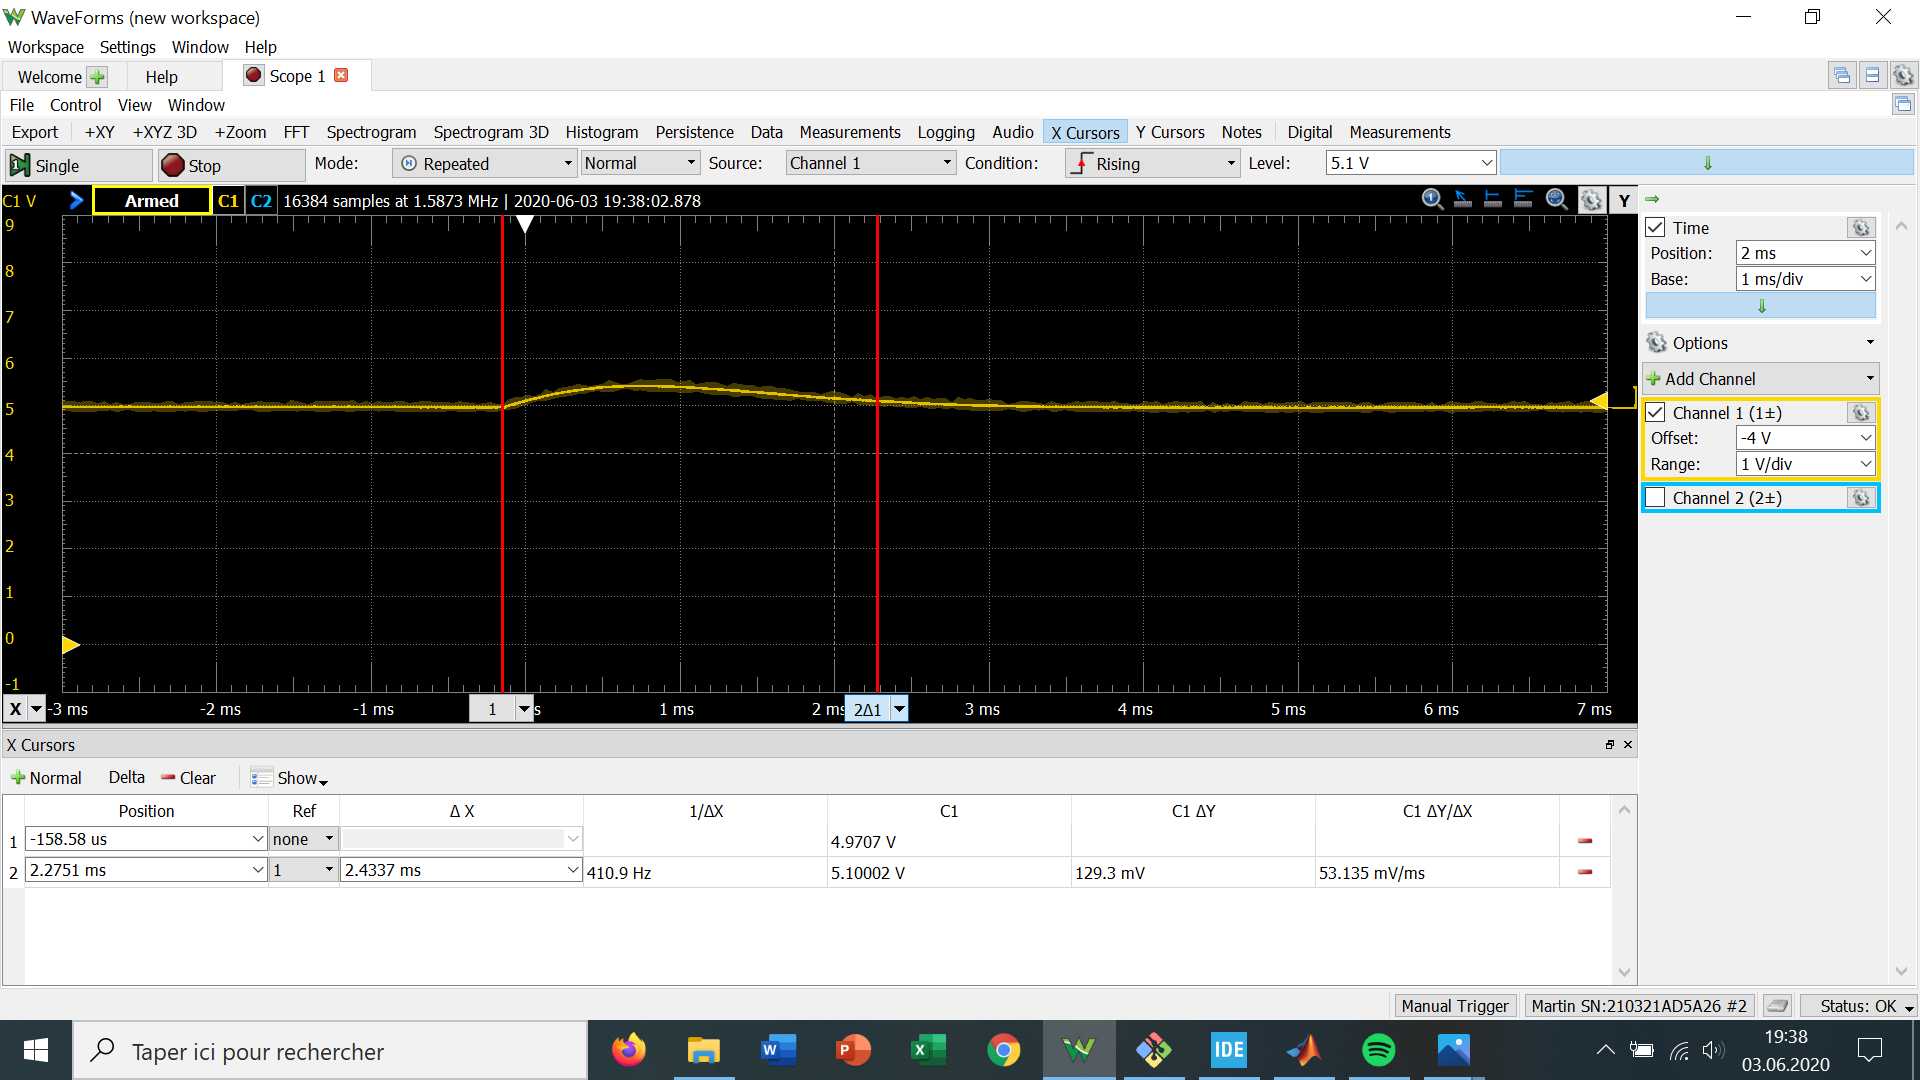 WaveForms (new workspace)
Workspace Settings Window Help
Welcome Help Scope 1
File Control View Window
Export +XY +XYZ 3D +Zoom FFT Spectrogram Spectrogram 3D Histogram Persistence Data Measurements Logging Audio X Cursors Y Cursors Notes Digital Measurements
Single Stop Mode: Repeated Normal Source: Channel 1 Condition: Rising Level: 5.1 V
C1 V Armed C1 C2 16384 samples at 1.5873 MHz | 2020-06-03 19:38:02.878 Y
9
8
7
6
5
4
3
2
1
0
-1
X -3 ms -2 ms -1 ms 1 s 1 ms 2 ms 2Δ1 3 ms 4 ms 5 ms 6 ms 7 ms
Time
Position: 2 ms
Base: 1 ms/div
Options
Add Channel
Channel 1 (1±)
Offset: -4 V
Range: 1 V/div
Channel 2 (2±)
X Cursors
Normal Delta Clear Show
Position Ref Δ X 1/ΔX C1 C1 ΔY C1 ΔY/ΔX
1 -158.58 us none 4.9707 V
2 2.2751 ms 1 2.4337 ms 410.9 Hz 5.10002 V 129.3 mV 53.135 mV/ms
Manual Trigger Martin SN:210321AD5A26 #2 Status: OK
Taper ici pour rechercher
IDE
19:38
03.06.2020